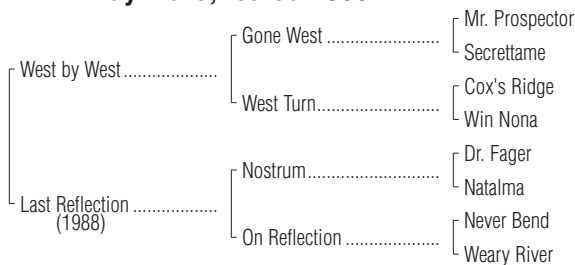 Gone West
Mr. Prospector
Secrettame
West by West
West Turn
Cox's Ridge
Win Nona
Nostrum
Dr. Fager
Natalma
Last Reflection
(1988)
On Reflection
Never Bend
Weary River